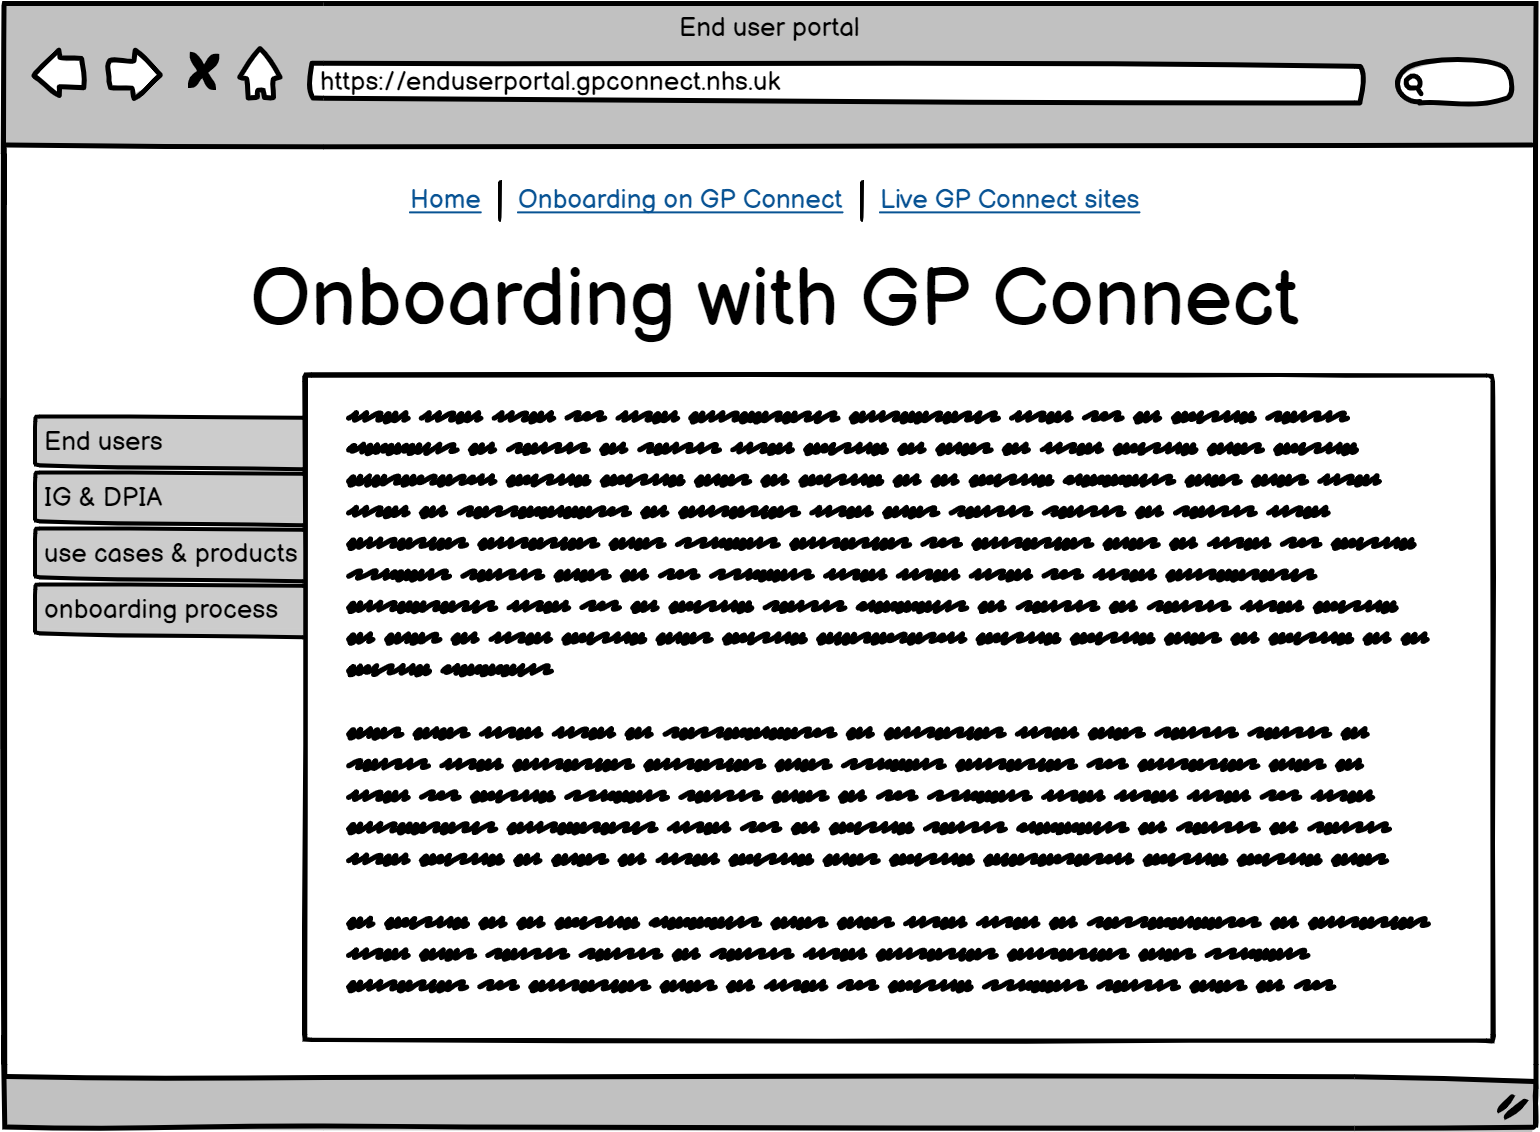 End user portal
https://enduserportal.gpconnect.nhs.uk
Home | Onboarding on GP Connect | Live GP Connect sites
Onboarding with GP Connect
End users
IG & DPIA
use cases & products
onboarding process